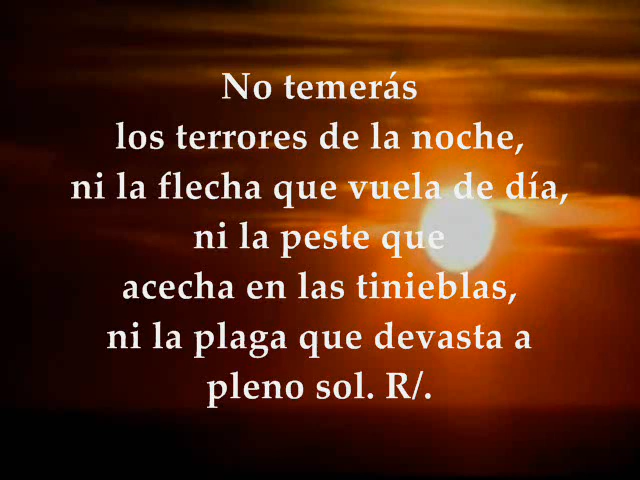 No temerás
los terrores de la noche,
ni la flecha que vuela de día,
ni la peste que
acecha en las tinieblas,
ni la plaga que devasta a
pleno sol. R/.